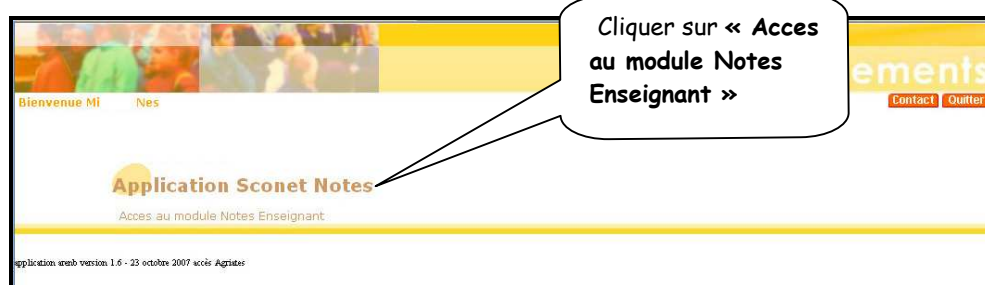 Cliquer sur « Acces
au module Notes
Enseignant »
ements
Bienvenue Mi Nes
Contact Quitter
Application Sconet Notes
Acces au module Notes Enseignant
application arenb version 1.6 - 23 octobre 2007 accès Agriates